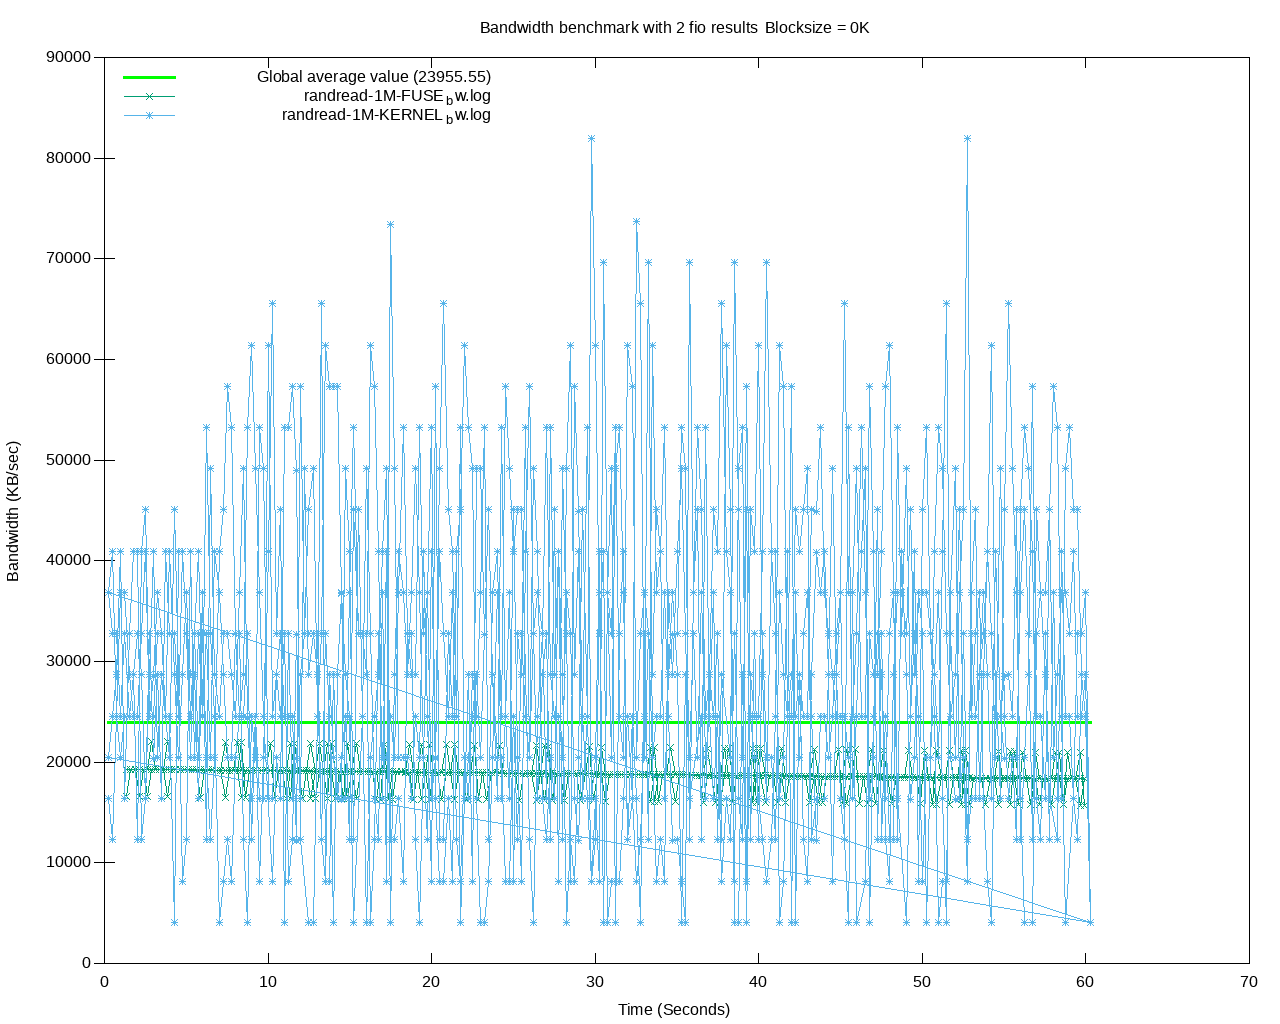 Bandwidth benchmark with 2 fio results Blocksize = 0K
90000
80000
70000
60000
50000
40000
30000
20000
10000
0
Bandwidth (KB/sec)
Global average value (23955.55)
randread-1M-FUSE_bw.log
randread-1M-KERNEL_bw.log
0 10 20 30 40 50 60 70
Time (Seconds)